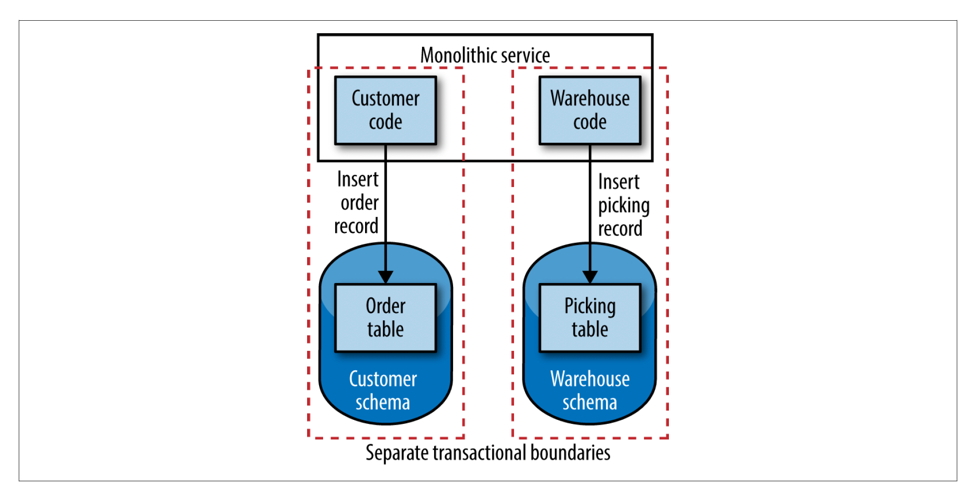 Monolithic service
Customer
code
Warehouse
code
Insert
order
record
Insert
picking
record
Order
table
Picking
table
Customer
schema
Warehouse
schema
Separate transactional boundaries